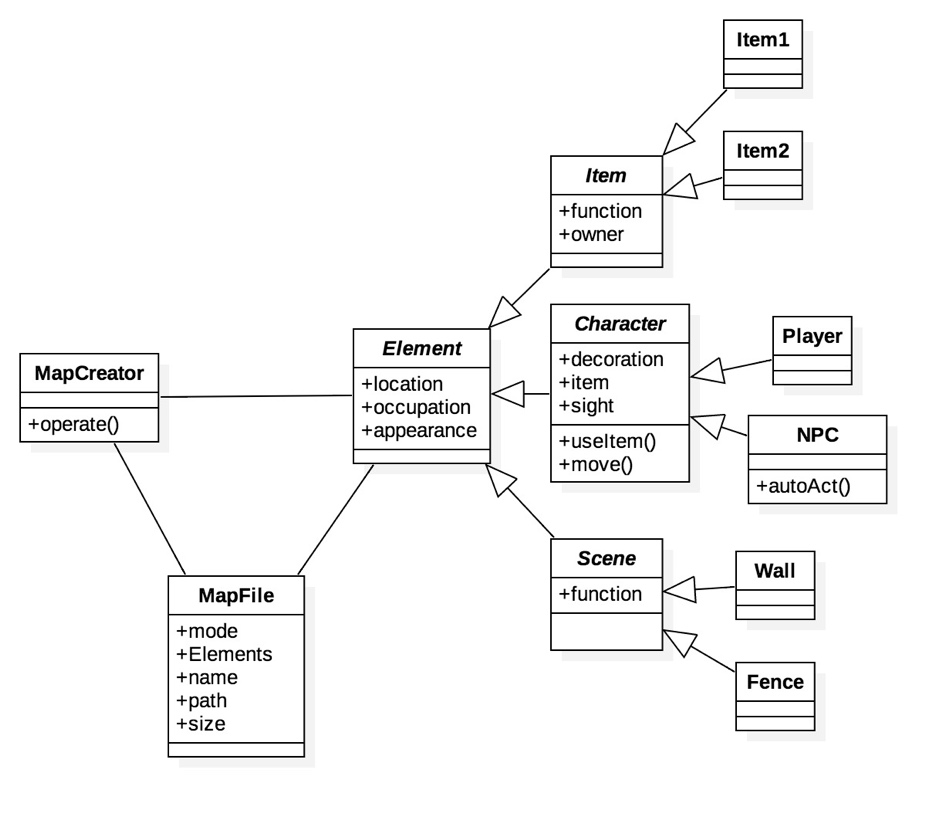 Item1
Item2
Item
+function
+owner
Character
+decoration
+item
+sight
+useItem()
+move()
Player
NPC
+autoAct()
Element
+location
+occupation
+appearance
MapCreator
+operate()
Scene
+function
Wall
Fence
MapFile
+mode
+Elements
+name
+path
+size